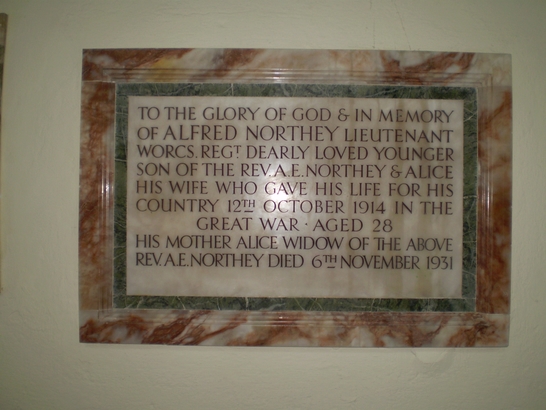 TO THE GLORY OF GOD & IN MEMORY
OF ALFRED NORTHEY LIEUTENANT
WORCS. REGT DEARLY LOVED YOUNGER
SON OF THE REV. A.E. NORTHEY & ALICE
HIS WIFE WHO GAVE HIS LIFE FOR HIS
COUNTRY 12TH OCTOBER 1914 IN THE
GREAT WAR · AGED 28
HIS MOTHER ALICE WIDOW OF THE ABOVE
REV. A.E. NORTHEY DIED 6TH NOVEMBER 1931